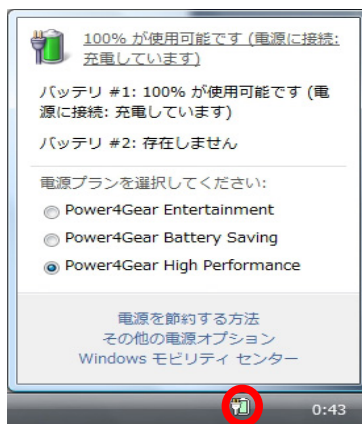 100% が使用可能です (電源に接続:
充電しています)
バッテリ #1: 100% が使用可能です (電
源に接続: 充電しています)
バッテリ #2: 存在しません
電源プランを選択してください:
Power4Gear Entertainment
Power4Gear Battery Saving
Power4Gear High Performance
電源を節約する方法
その他の電源オプション
Windows モビリティ センター
0:43